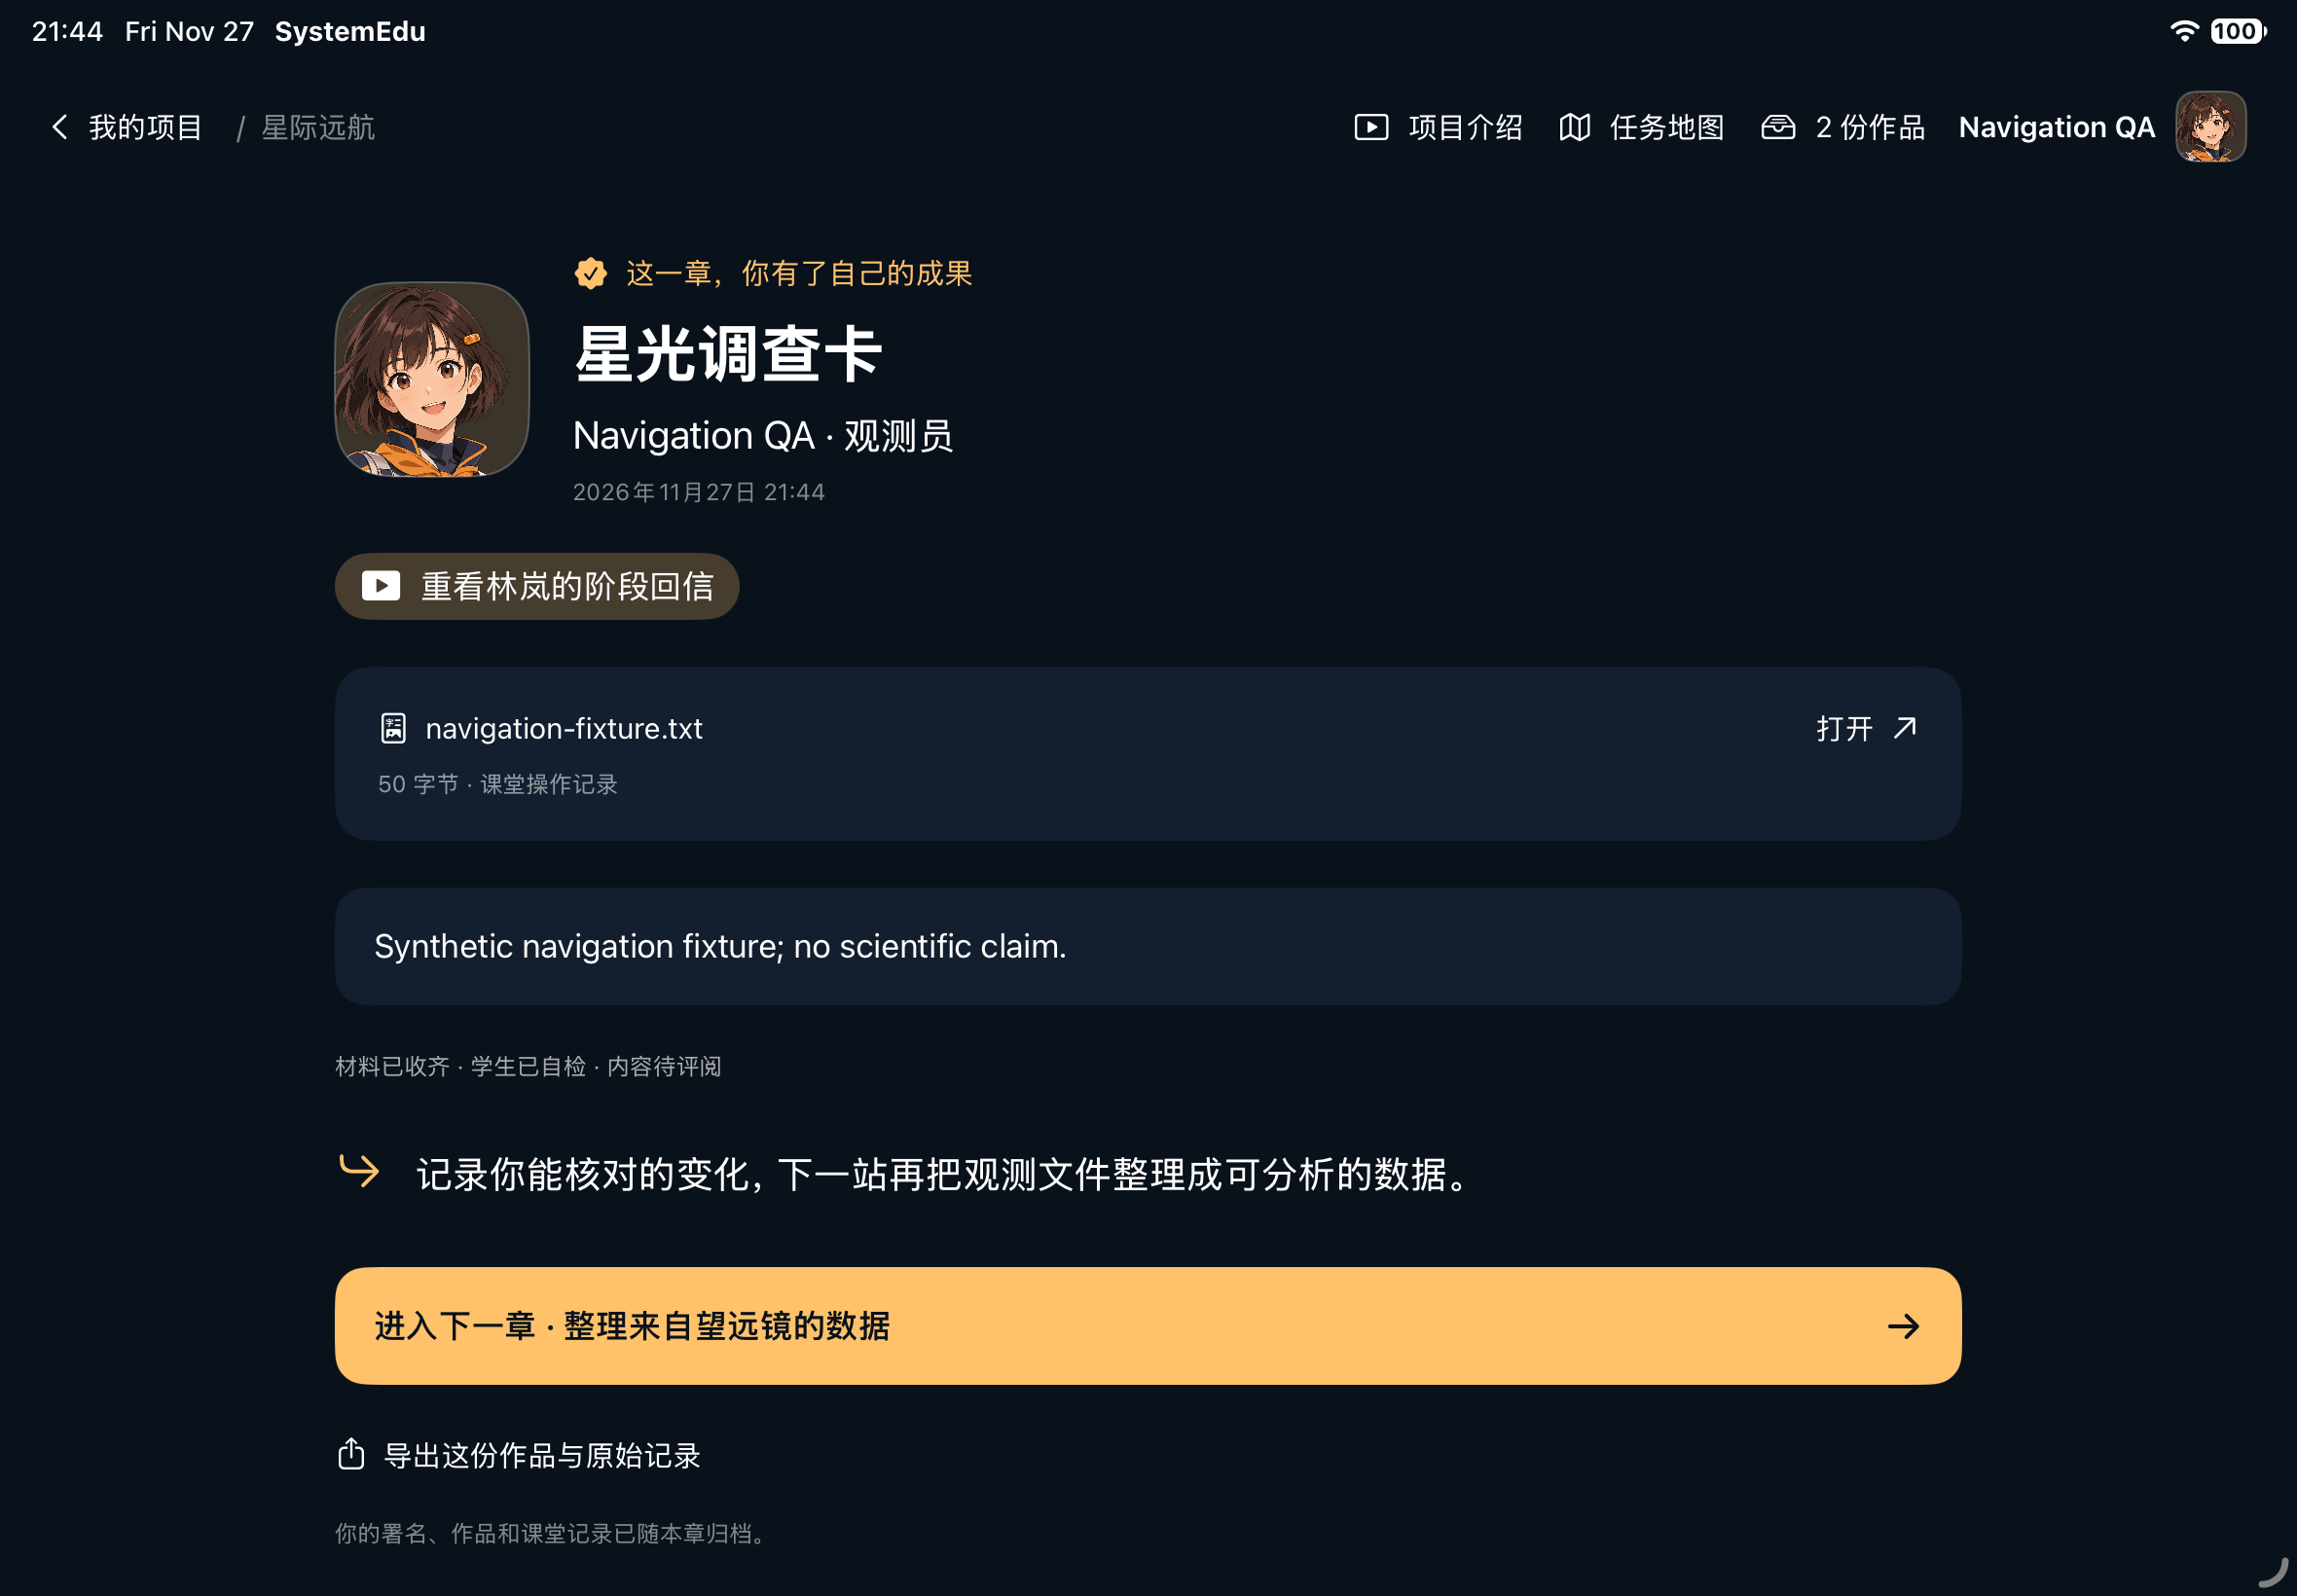 21:44 Fri Nov 27 SystemEdu 100
我的项目 / 星际远航 项目介绍 任务地图 2 份作品 Navigation QA
这一章，你有了自己的成果
星光调查卡
Navigation QA · 观测员
2026年11月27日 21:44
重看林岚的阶段回信
navigation-fixture.txt 打开
50 字节 · 课堂操作记录
Synthetic navigation fixture; no scientific claim.
材料已收齐 · 学生已自检 · 内容待评阅
记录你能核对的变化，下一站再把观测文件整理成可分析的数据。
进入下一章 · 整理来自望远镜的数据
导出这份作品与原始记录
你的署名、作品和课堂记录已随本章归档。